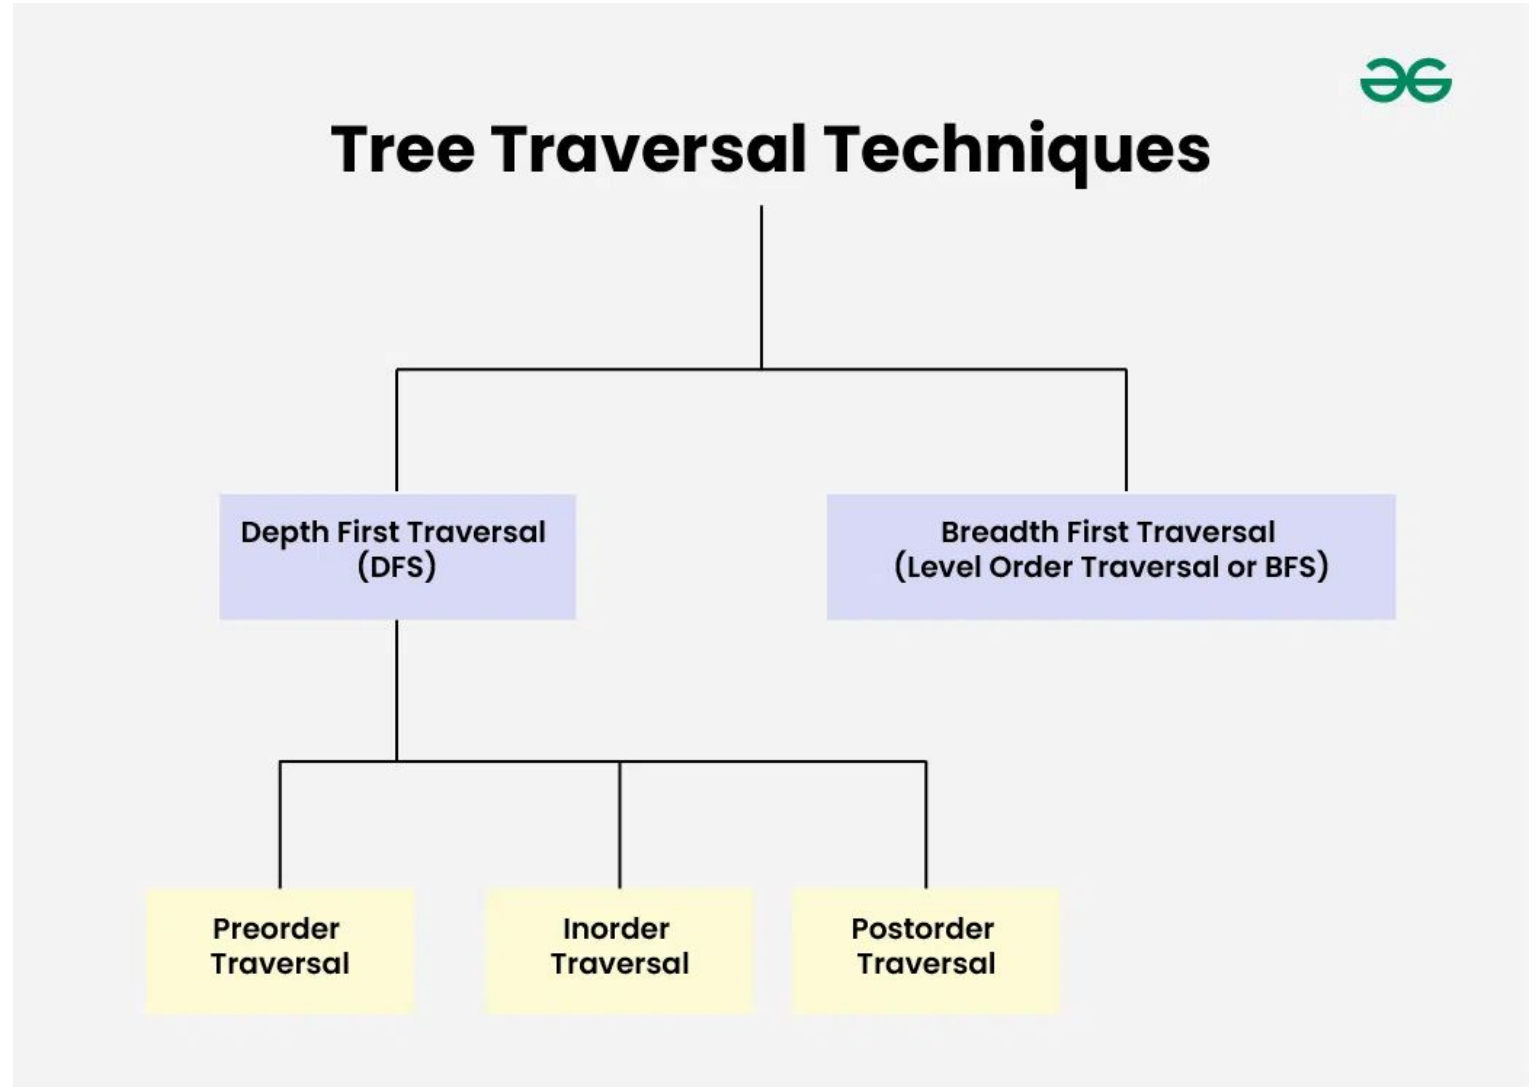 Tree Traversal Techniques
Depth First Traversal
(DFS)
Breadth First Traversal
(Level Order Traversal or BFS)
Preorder
Traversal
Inorder
Traversal
Postorder
Traversal